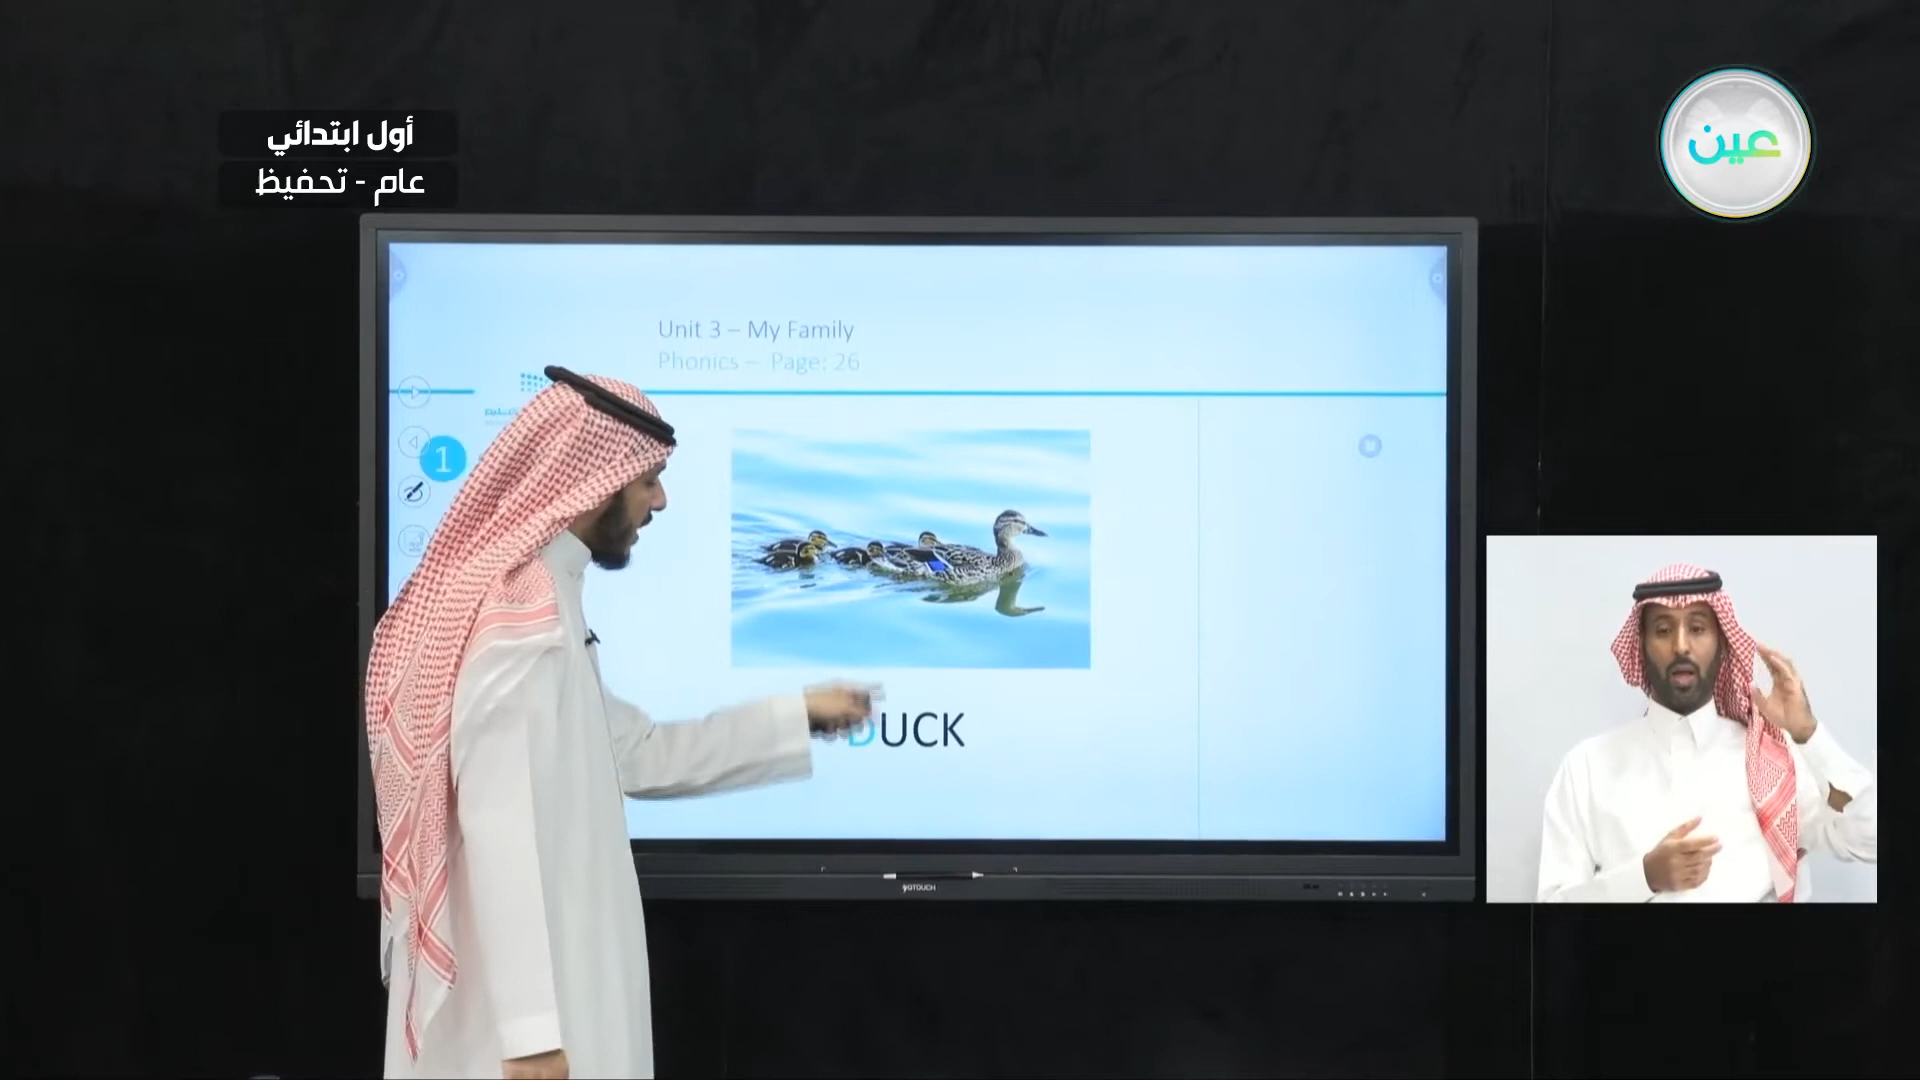 أول ابتدائي
عام - تحفيظ
عين
Unit 3 – My Family
Phonics – Page: 26
1
DUCK